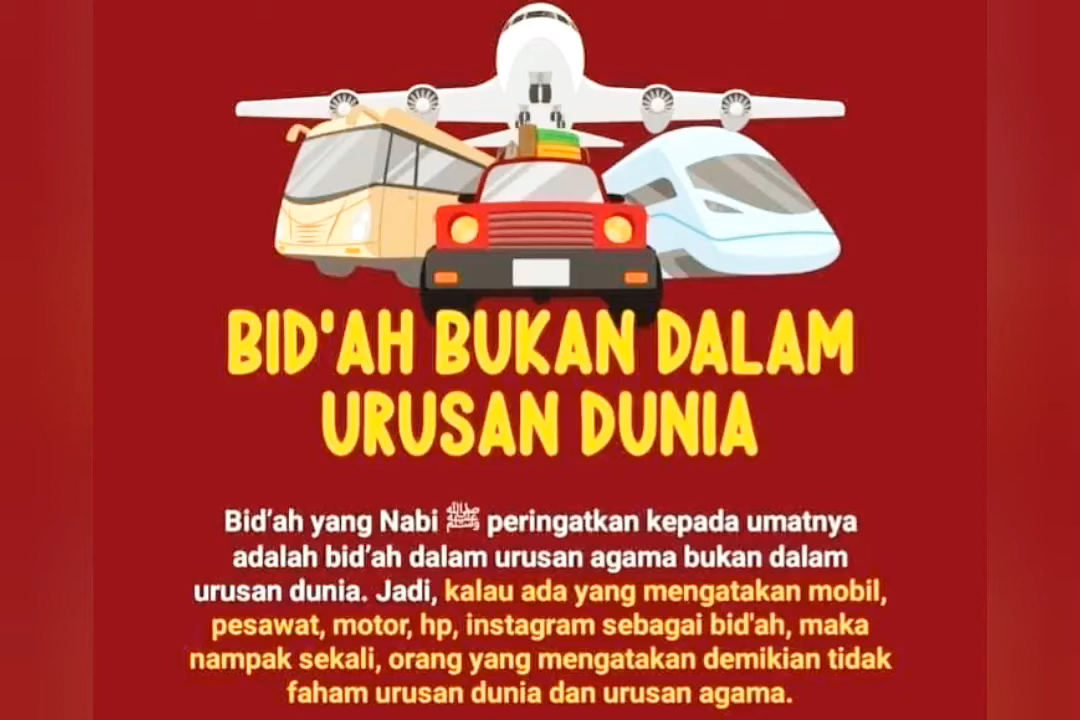 BID'AH BUKAN DALAM
URUSAN DUNIA
Bid’ah yang Nabi ﷺ peringatkan kepada umatnya
adalah bid’ah dalam urusan agama bukan dalam
urusan dunia. Jadi, kalau ada yang mengatakan mobil,
pesawat, motor, hp, instagram sebagai bid'ah, maka
nampak sekali, orang yang mengatakan demikian tidak
faham urusan dunia dan urusan agama.